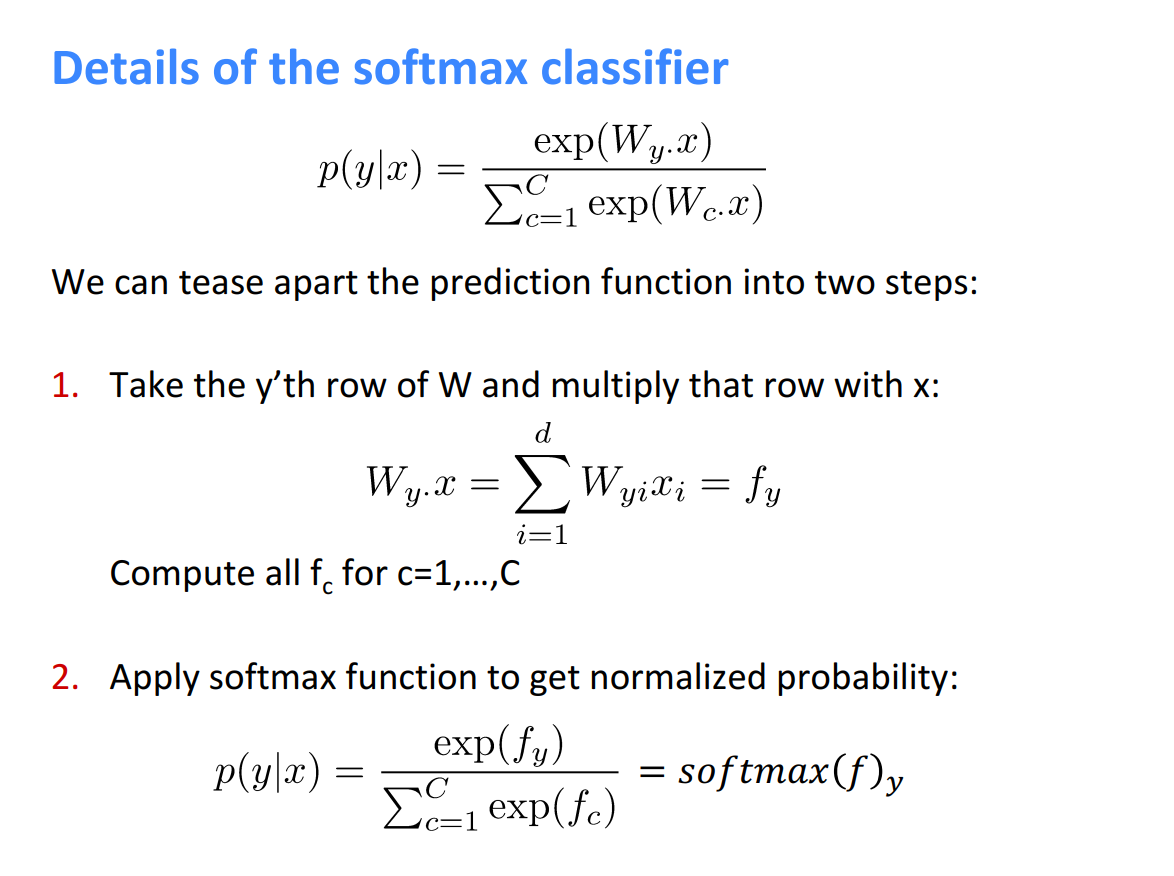 Details of the softmax classifier
p(y|x) = \frac{\exp(W_{y.}x)}{\sum_{c=1}^{C} \exp(W_{c.}x)}
We can tease apart the prediction function into two steps:
1. Take the y’th row of W and multiply that row with x:
W_{y.}x = \sum_{i=1}^{d} W_{yi}x_i = f_y
Compute all f_c for c=1,…,C
2. Apply softmax function to get normalized probability:
p(y|x) = \frac{\exp(f_y)}{\sum_{c=1}^{C} \exp(f_c)} = softmax(f)_y